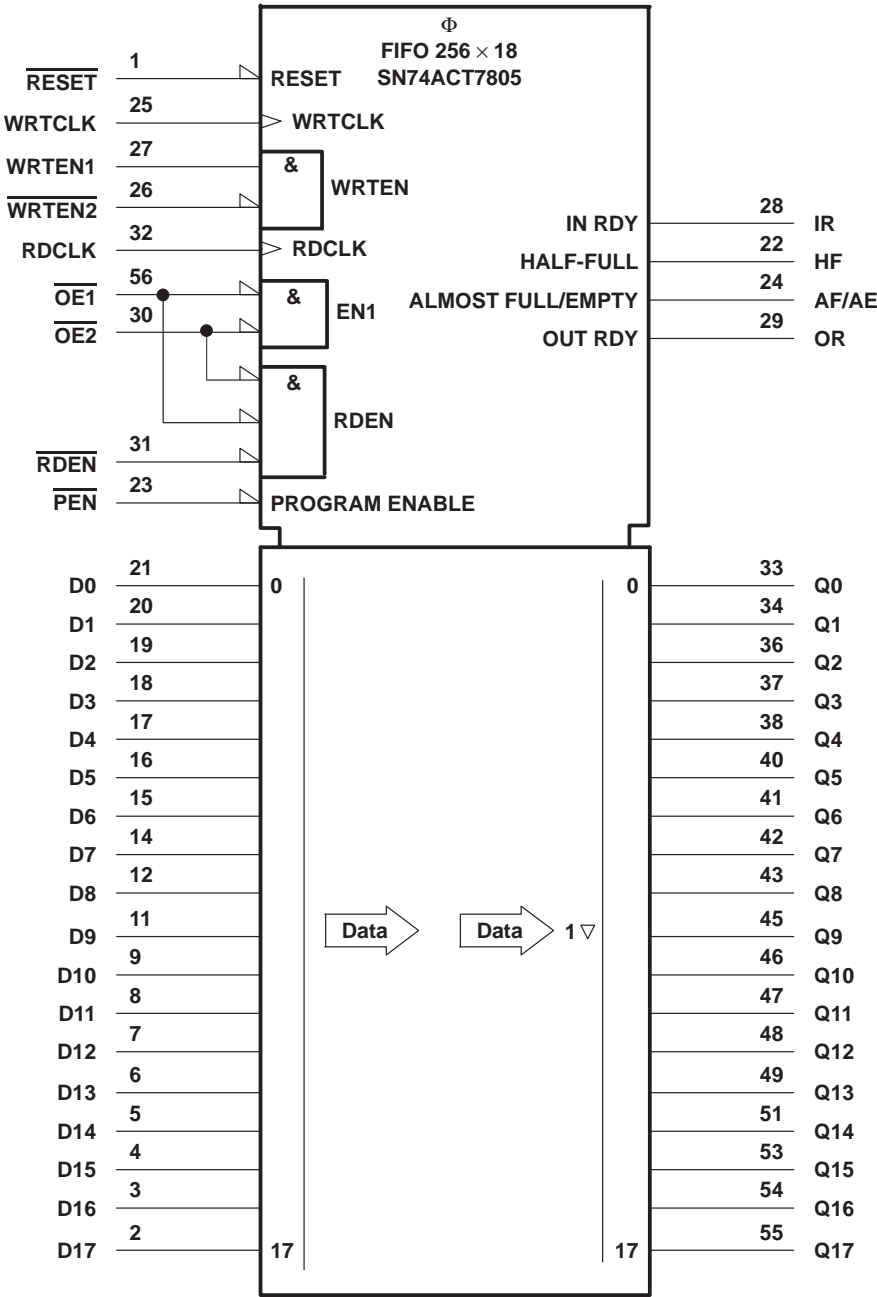 Φ
FIFO 256 × 18
SN74ACT7805
RESET 1 RESET
WRTCLK 25 WRTCLK
WRTEN1 27 &
WRTEN
WRTEN2 26
RDCLK 32 RDCLK
OE1 56 &
EN1
OE2 30
&
RDEN
RDEN 31
PEN 23 PROGRAM ENABLE
IN RDY 28 IR
HALF-FULL 22 HF
ALMOST FULL/EMPTY 24 AF/AE
OUT RDY 29 OR
D0 21 0 0 33 Q0
D1 20 34 Q1
D2 19 36 Q2
D3 18 37 Q3
D4 17 38 Q4
D5 16 40 Q5
D6 15 41 Q6
D7 14 42 Q7
D8 12 43 Q8
D9 11 Data Data 1 ▽ 45 Q9
D10 9 46 Q10
D11 8 47 Q11
D12 7 48 Q12
D13 6 49 Q13
D14 5 51 Q14
D15 4 53 Q15
D16 3 54 Q16
D17 2 17 17 55 Q17